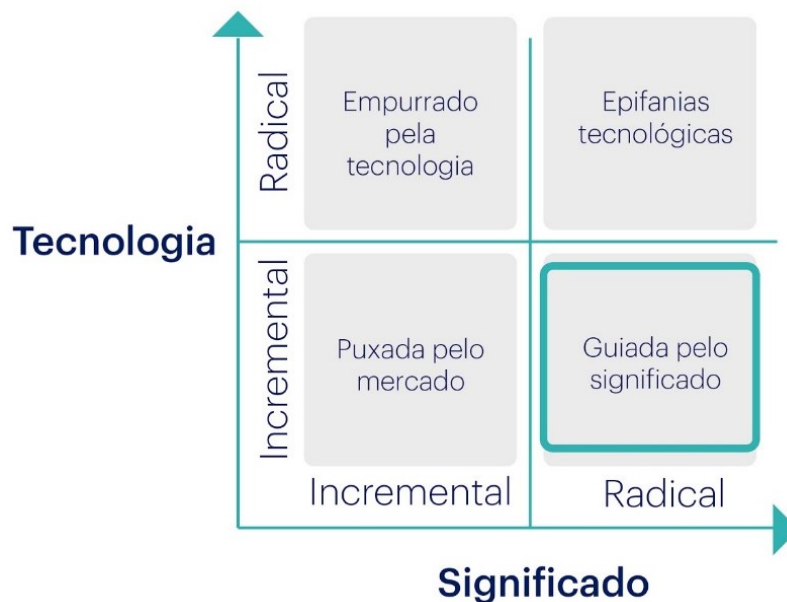 Radical
Empurrado
pela
tecnologia
Epifanias
tecnológicas
Tecnologia
Incremental
Puxada pelo
mercado
Guiada pelo
significado
Incremental
Radical
Significado